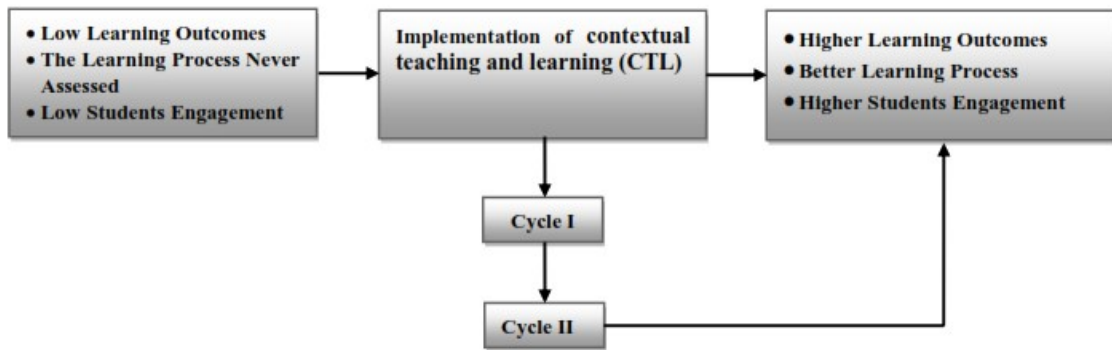 • Low Learning Outcomes
• The Learning Process Never
Assessed
• Low Students Engagement
Implementation of contextual
teaching and learning (CTL)
• Higher Learning Outcomes
• Better Learning Process
• Higher Students Engagement
Cycle I
Cycle II